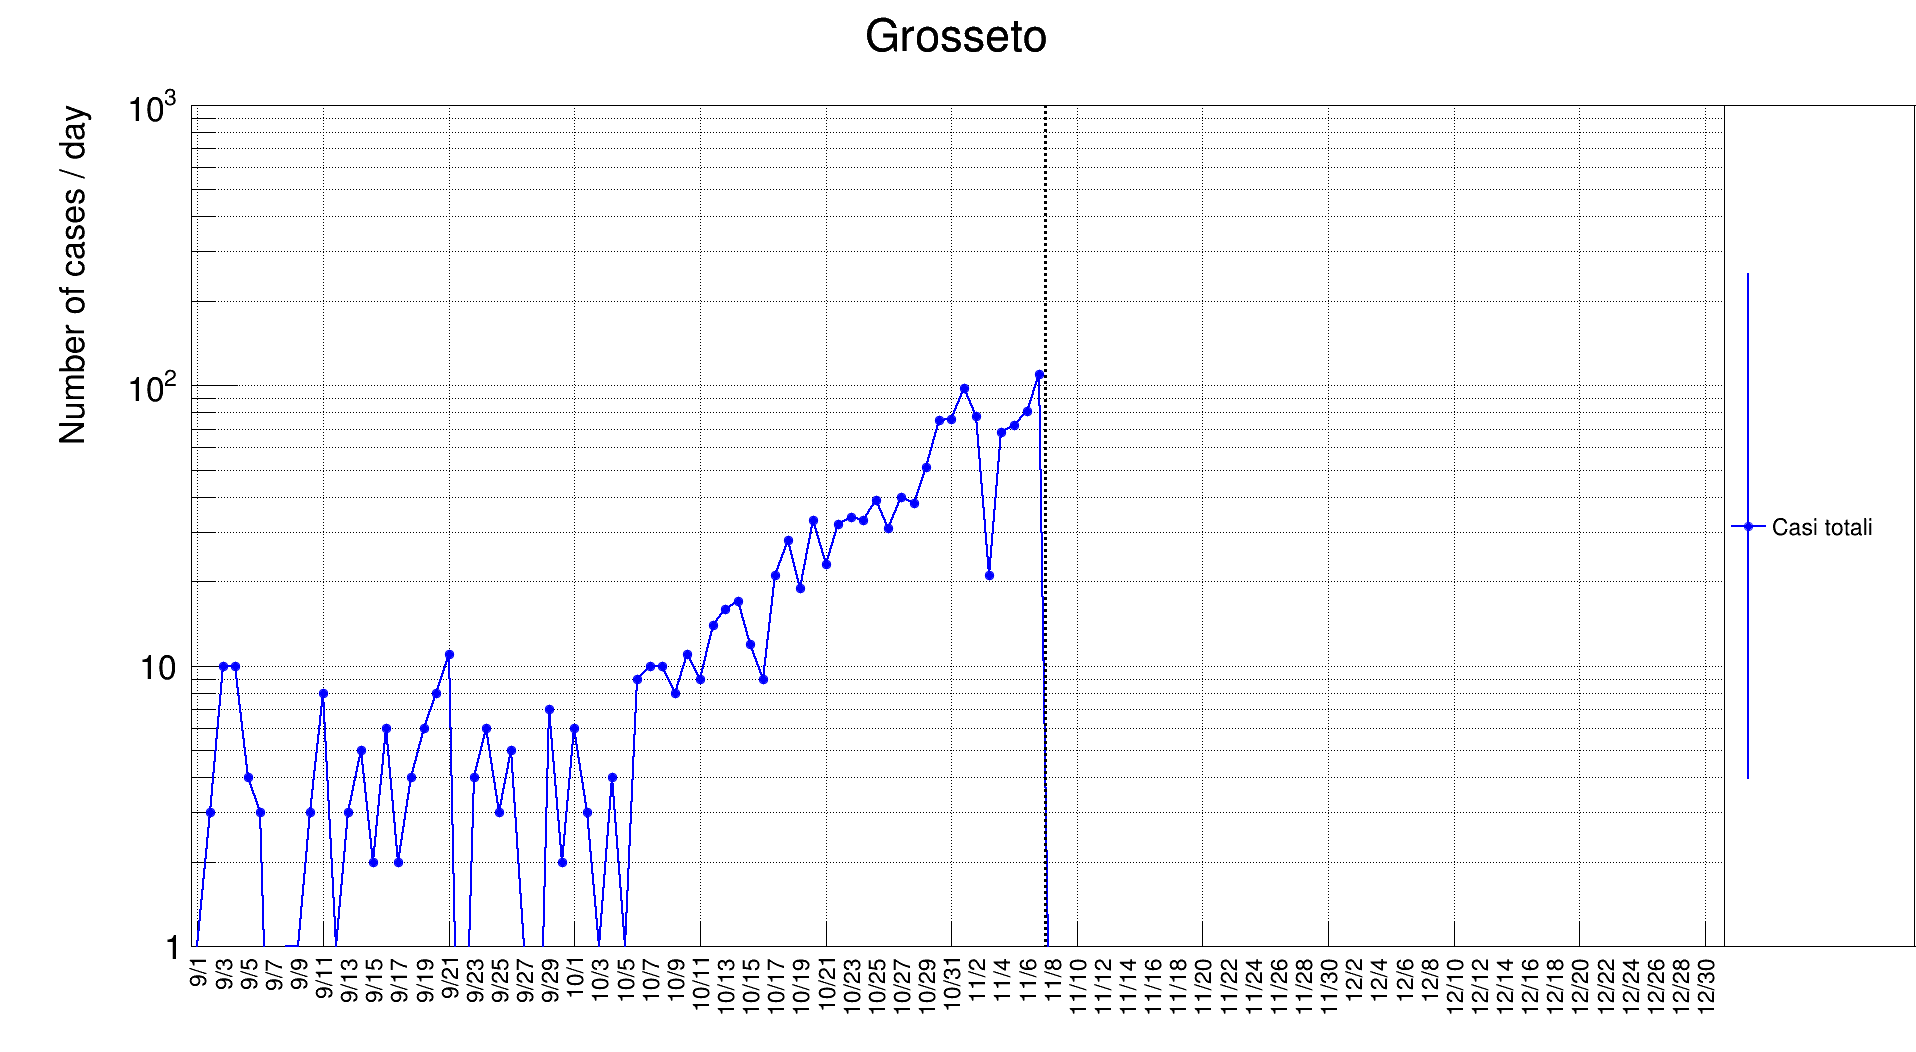 Grosseto
Number of cases / day
10³
10²
10
1
9/1 9/3 9/5 9/7 9/9 9/11 9/13 9/15 9/17 9/19 9/21 9/23 9/25 9/27 9/29 10/1 10/3 10/5 10/7 10/9 10/11 10/13 10/15 10/17 10/19 10/21 10/23 10/25 10/27 10/29 10/31 11/2 11/4 11/6 11/8 11/10 11/12 11/14 11/16 11/18 11/20 11/22 11/24 11/26 11/28 11/30 12/2 12/4 12/6 12/8 12/10 12/12 12/14 12/16 12/18 12/20 12/22 12/24 12/26 12/28 12/30
Casi totali